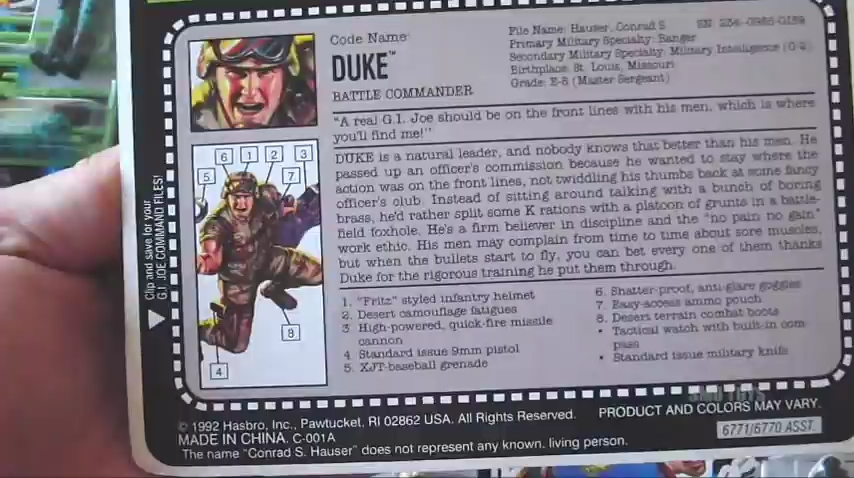 Code Name:
DUKE™
BATTLE COMMANDER
File Name: Hauser, Conrad S. SN:
Primary Military Specialty: Ranger
Secondary Military Specialty: Military Intelligence (G-2)
Birthplace: St. Louis, Missouri
Grade: E-8 (Master Sergeant)
"A real G.I. Joe should be on the front lines with his men, which is where
you'll find me!"
DUKE is a natural leader, and nobody knows that better than his men. He
passed up an officer's commission because he wanted to stay where the
action was on the front lines, not twiddling his thumbs back at some fancy
officer's club. Instead of sitting around talking with a bunch of boring
brass, he'd rather split some K rations with a platoon of grunts in a battle-
field foxhole. He's a firm believer in discipline and the "no pain no gain"
work ethic. His men may complain from time to time about sore muscles,
but when the bullets start to fly, you can bet every one of them thanks
Duke for the rigorous training he put them through.
6 1 2 3
5 7
8
4
1. "Fritz" styled infantry helmet
2. Desert camouflage fatigues
3 High-powered, quick-fire missile
cannon
4 Standard issue 9mm pistol
5. XJT-baseball grenade
6. Shatter-proof, anti-glare goggles
7. Easy-access ammo pouch
8. Desert terrain combat boots
• Tactical watch with built-in com-
pass
• Standard issue military knife
Clip and save for your
G.I. JOE COMMAND FILES!
© 1992 Hasbro, Inc., Pawtucket, RI 02862 USA. All Rights Reserved.
PRODUCT AND COLORS MAY VARY.
MADE IN CHINA. C-001A
6771/6770 ASST.
The name "Conrad S. Hauser" does not represent any known, living person.